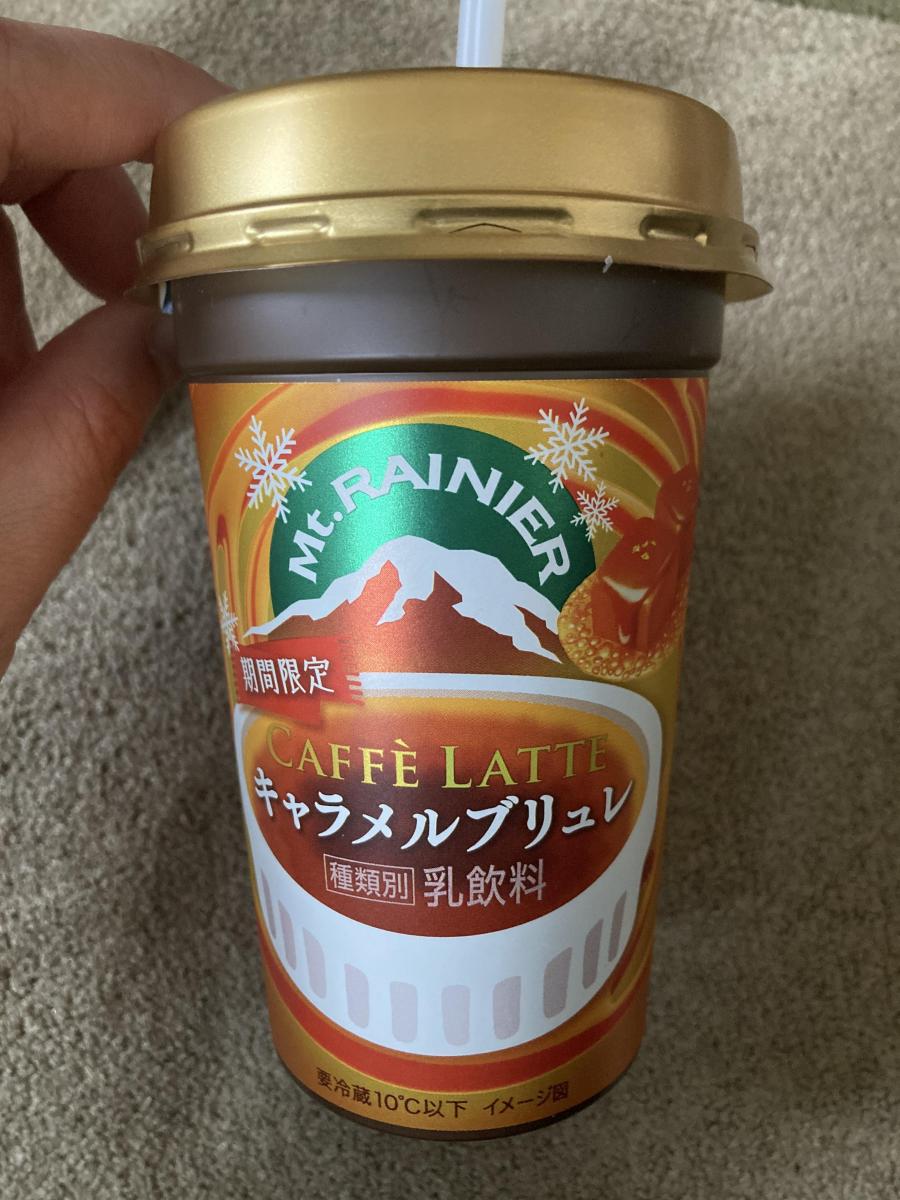 Mt. RAINIER
期間限定
CAFFÈ LATTE
キャラメルブリュレ
種類別 乳飲料
要冷蔵10℃以下 イメージ図